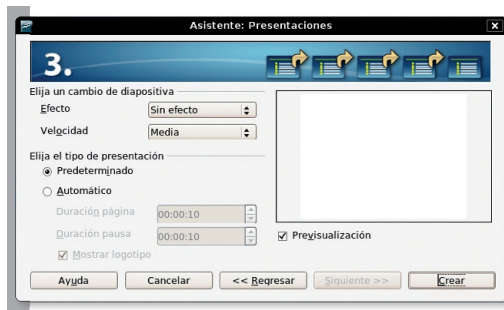 Asistente: Presentaciones
3.
Elija un cambio de diapositiva
Efecto Sin efecto
Velocidad Media
Elija el tipo de presentación
Predeterminado
Automático
Duración página 00:00:10
Duración pausa 00:00:10
Mostrar logotipo
Previsualización
Ayuda Cancelar << Regresar Siguiente >> Crear